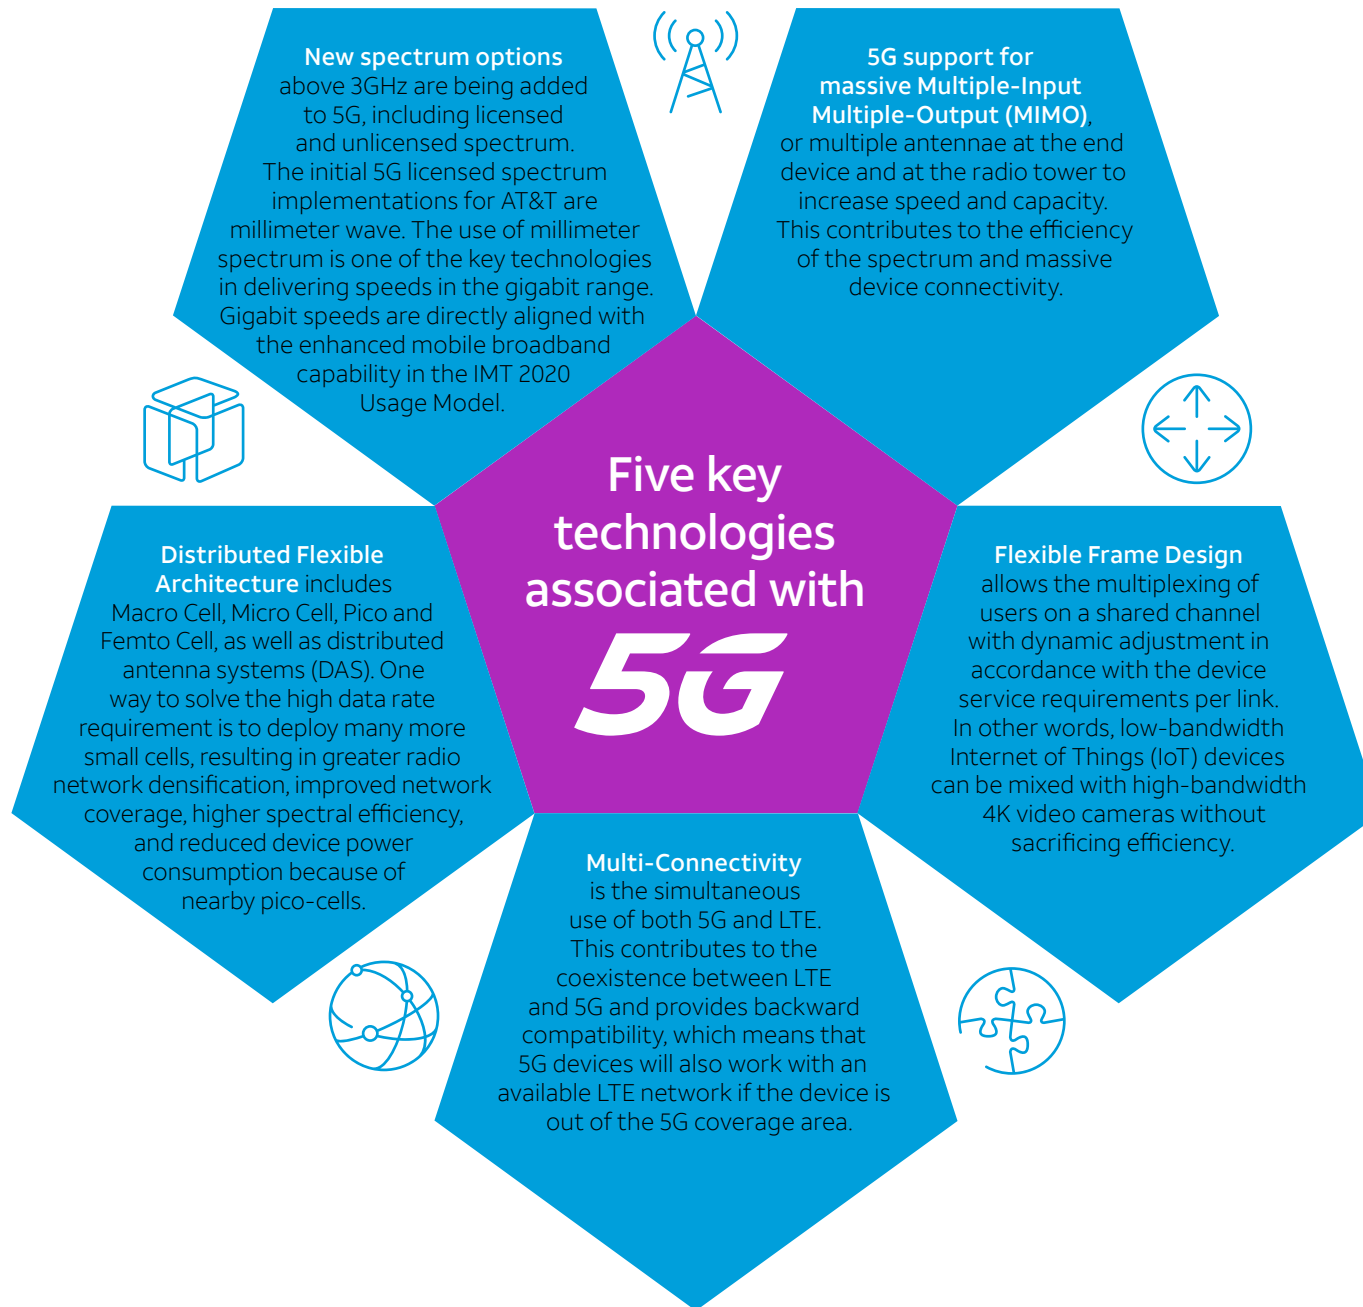 New spectrum options
above 3GHz are being added
to 5G, including licensed
and unlicensed spectrum.
The initial 5G licensed spectrum
implementations for AT&T are
millimeter wave. The use of millimeter
spectrum is one of the key technologies
in delivering speeds in the gigabit range.
Gigabit speeds are directly aligned with
the enhanced mobile broadband
capability in the IMT 2020
Usage Model.
5G support for
massive Multiple-Input
Multiple-Output (MIMO),
or multiple antennae at the end
device and at the radio tower to
increase speed and capacity.
This contributes to the efficiency
of the spectrum and massive
device connectivity.
Five key
technologies
associated with
5G
Distributed Flexible
Architecture includes
Macro Cell, Micro Cell, Pico and
Femto Cell, as well as distributed
antenna systems (DAS). One
way to solve the high data rate
requirement is to deploy many more
small cells, resulting in greater radio
network densification, improved network
coverage, higher spectral efficiency,
and reduced device power
consumption because of
nearby pico-cells.
Flexible Frame Design
allows the multiplexing of
users on a shared channel
with dynamic adjustment in
accordance with the device
service requirements per link.
In other words, low-bandwidth
Internet of Things (IoT) devices
can be mixed with high-bandwidth
4K video cameras without
sacrificing efficiency.
Multi-Connectivity
is the simultaneous
use of both 5G and LTE.
This contributes to the
coexistence between LTE
and 5G and provides backward
compatibility, which means that
5G devices will also work with an
available LTE network if the device is
out of the 5G coverage area.